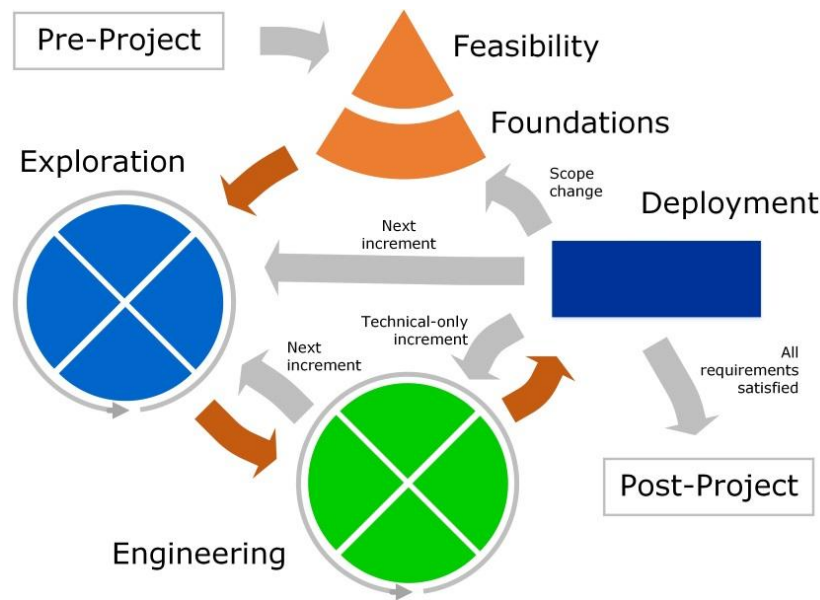 Pre-Project
Feasibility
Foundations
Exploration
Scope
change
Deployment
Next
increment
Technical-only
increment
Next
increment
All
requirements
satisfied
Post-Project
Engineering